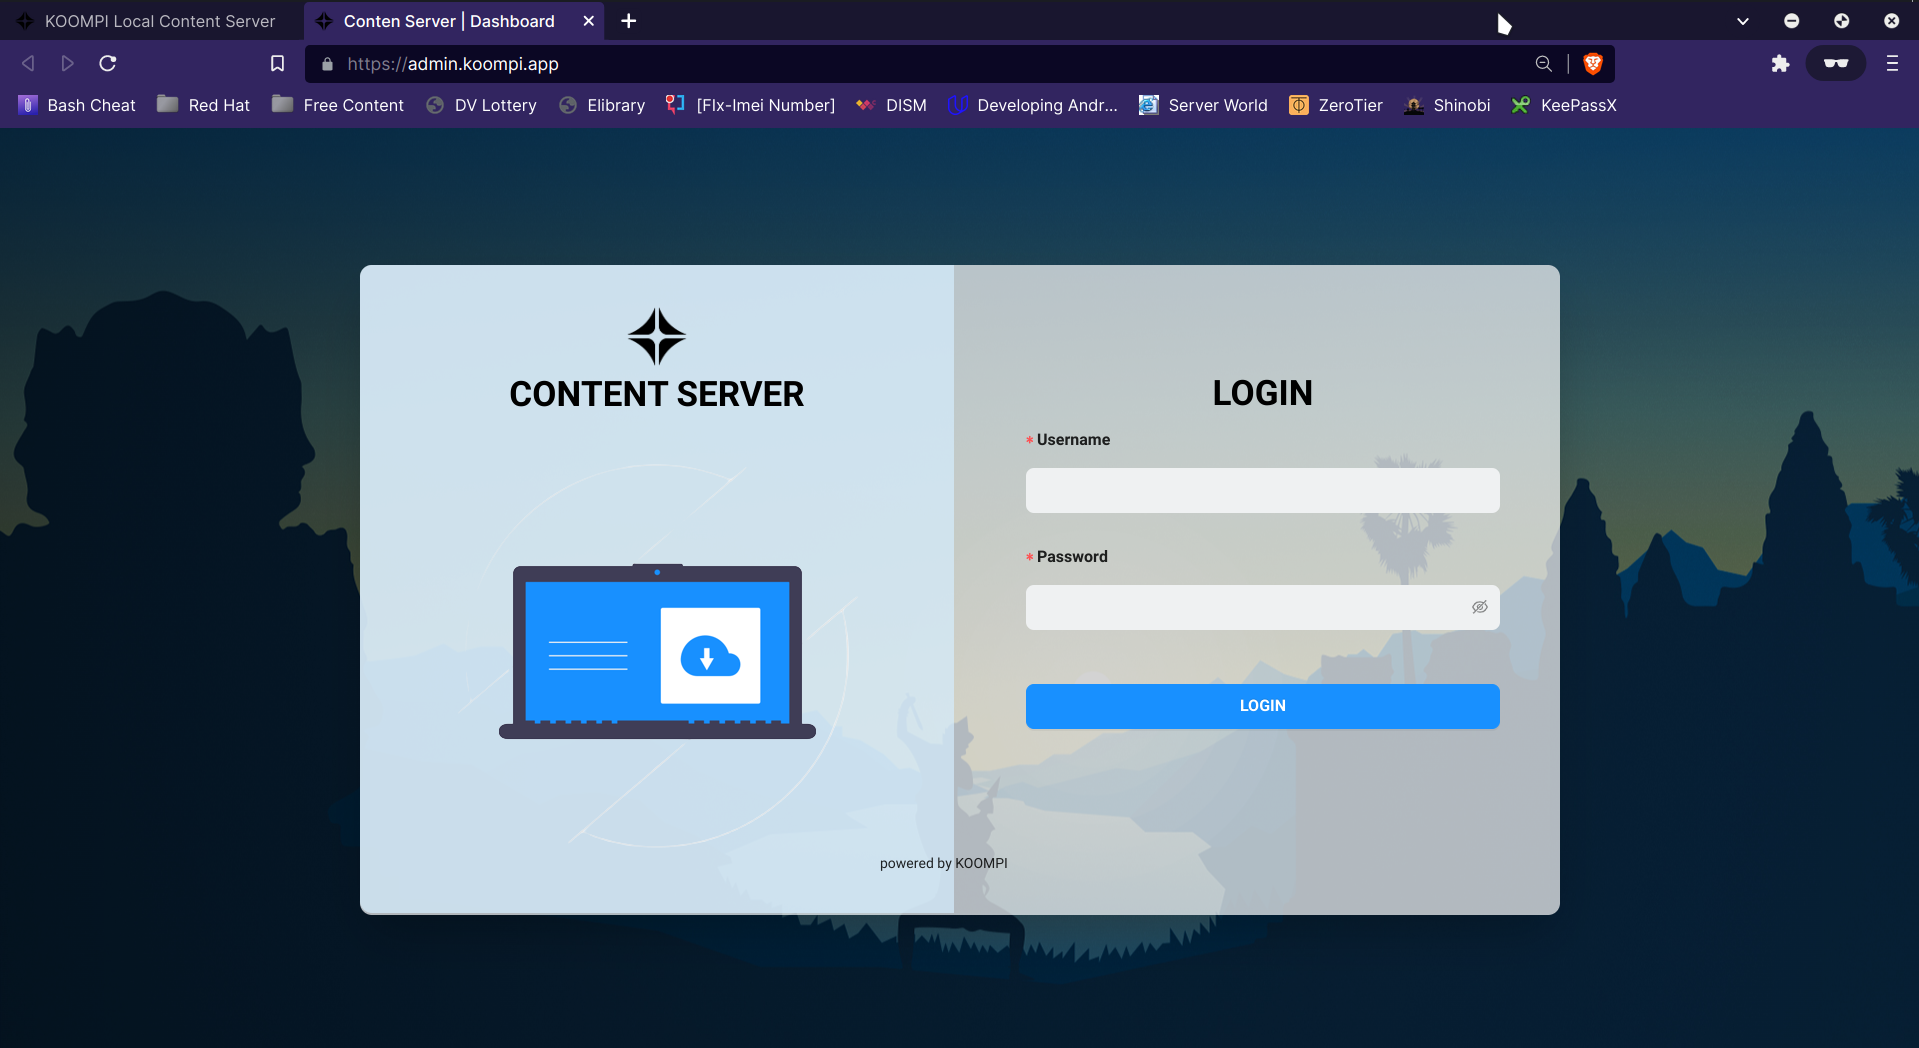 KOOMPI Local Content Server
Conten Server | Dashboard
https://admin.koompi.app
Bash Cheat Red Hat Free Content DV Lottery Elibrary [FIx-Imei Number] DISM Developing Andr... Server World ZeroTier Shinobi KeePassX
CONTENT SERVER
LOGIN
* Username
* Password
LOGIN
powered by KOOMPI